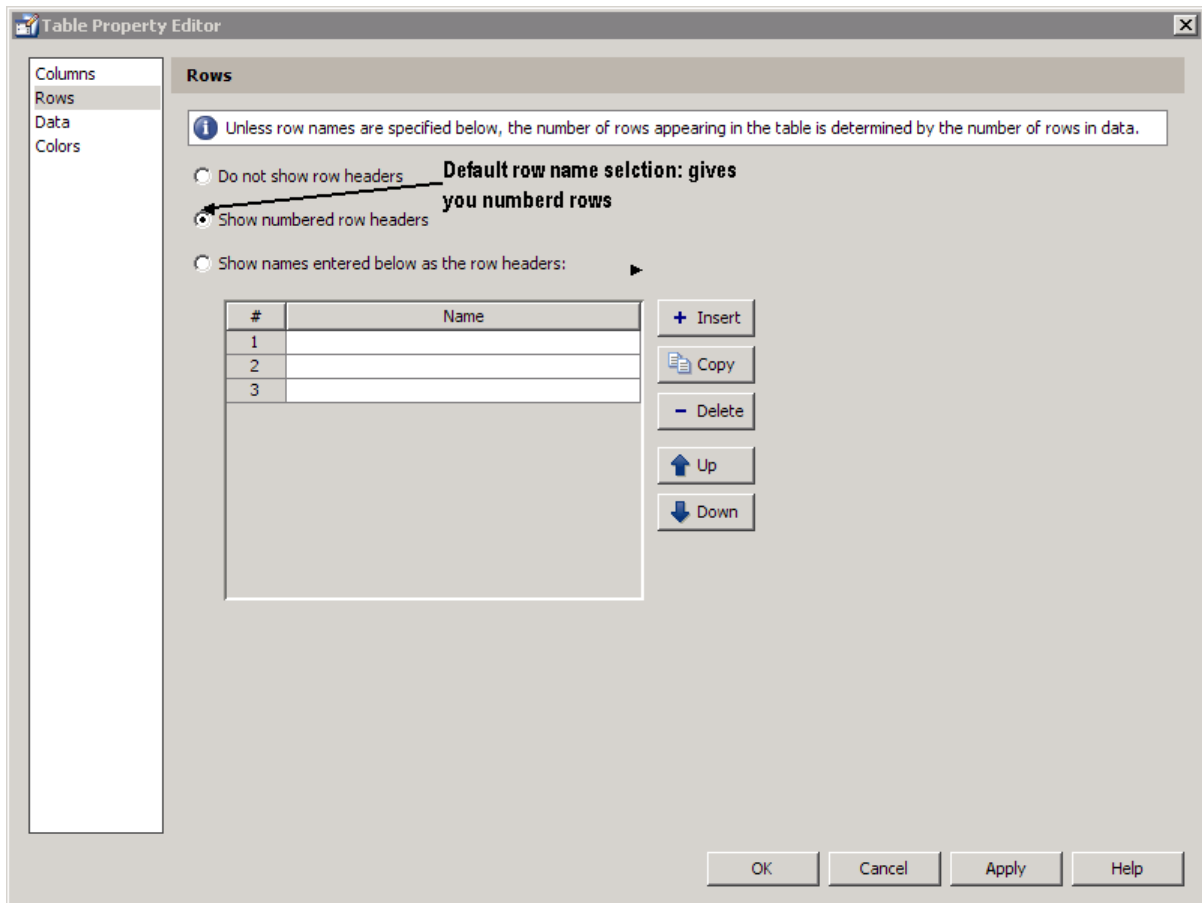 Table Property Editor
Columns
Rows
Data
Colors
Rows
Unless row names are specified below, the number of rows appearing in the table is determined by the number of rows in data.
Do not show row headers
Default row name selction: gives
you numberd rows
Show numbered row headers
Show names entered below as the row headers:
# Name
1
2
3
+ Insert
Copy
− Delete
Up
Down
OK Cancel Apply Help